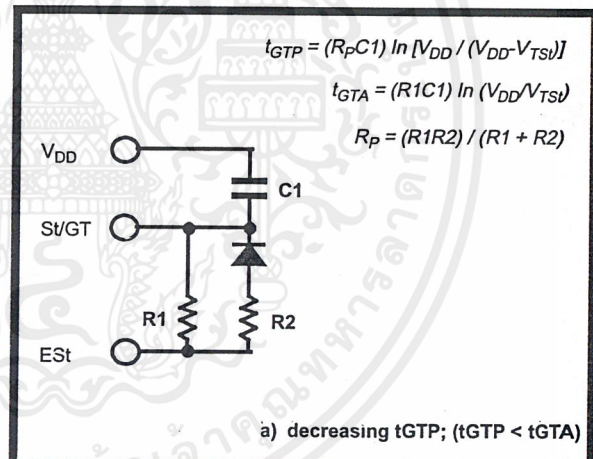 tGTP = (RPC1) ln [VDD / (VDD-VTSt)]
tGTA = (R1C1) ln (VDD/VTSt)
RP = (R1R2) / (R1 + R2)
VDD
C1
St/GT
R1
R2
ESt
a) decreasing tGTP; (tGTP < tGTA)